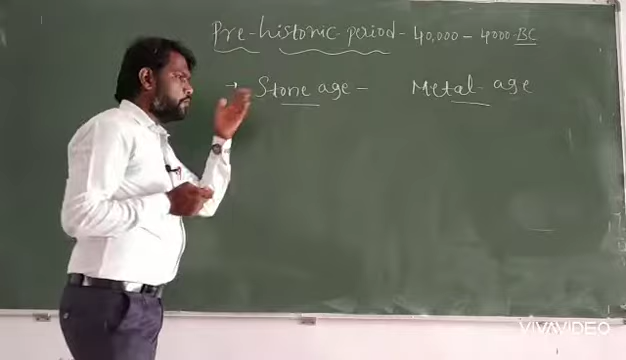 Pre-historic-period - 40,000 - 4000-BC
→ Stone age - Metal-age
VIVAVIDEO